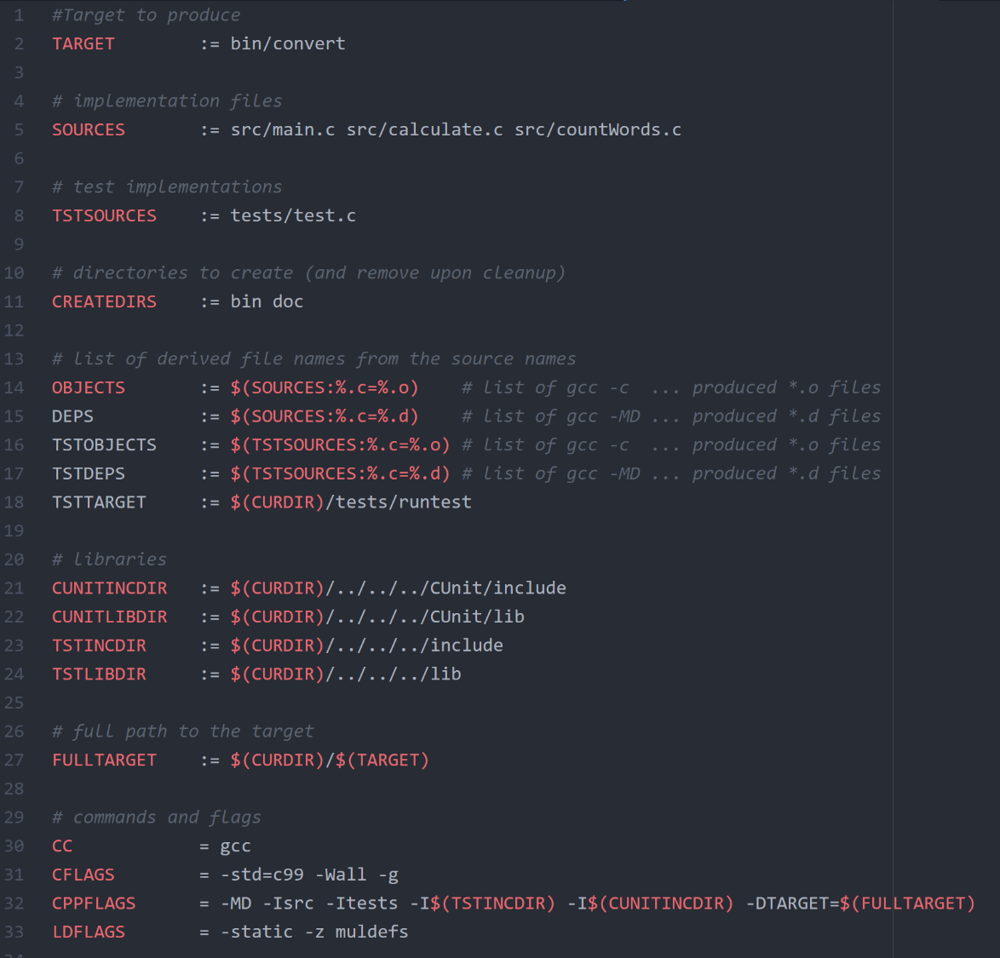 1 #Target to produce
2 TARGET := bin/convert
3
4 # implementation files
5 SOURCES := src/main.c src/calculate.c src/countWords.c
6
7 # test implementations
8 TSTSOURCES := tests/test.c
9
10 # directories to create (and remove upon cleanup)
11 CREATEDIRS := bin doc
12
13 # list of derived file names from the source names
14 OBJECTS := $(SOURCES:%.c=%.o) # list of gcc -c ... produced *.o files
15 DEPS := $(SOURCES:%.c=%.d) # list of gcc -MD ... produced *.d files
16 TSTOBJECTS := $(TSTSOURCES:%.c=%.o) # list of gcc -c ... produced *.o files
17 TSTDEPS := $(TSTSOURCES:%.c=%.d) # list of gcc -MD ... produced *.d files
18 TSTTARGET := $(CURDIR)/tests/runtest
19
20 # libraries
21 CUNITINCDIR := $(CURDIR)/../../../CUnit/include
22 CUNITLIBDIR := $(CURDIR)/../../../CUnit/lib
23 TSTINCDIR := $(CURDIR)/../../../include
24 TSTLIBDIR := $(CURDIR)/../../../lib
25
26 # full path to the target
27 FULLTARGET := $(CURDIR)/$(TARGET)
28
29 # commands and flags
30 CC = gcc
31 CFLAGS = -std=c99 -Wall -g
32 CPPFLAGS = -MD -Isrc -Itests -I$(TSTINCDIR) -I$(CUNITINCDIR) -DTARGET=$(FULLTARGET)
33 LDFLAGS = -static -z muldefs